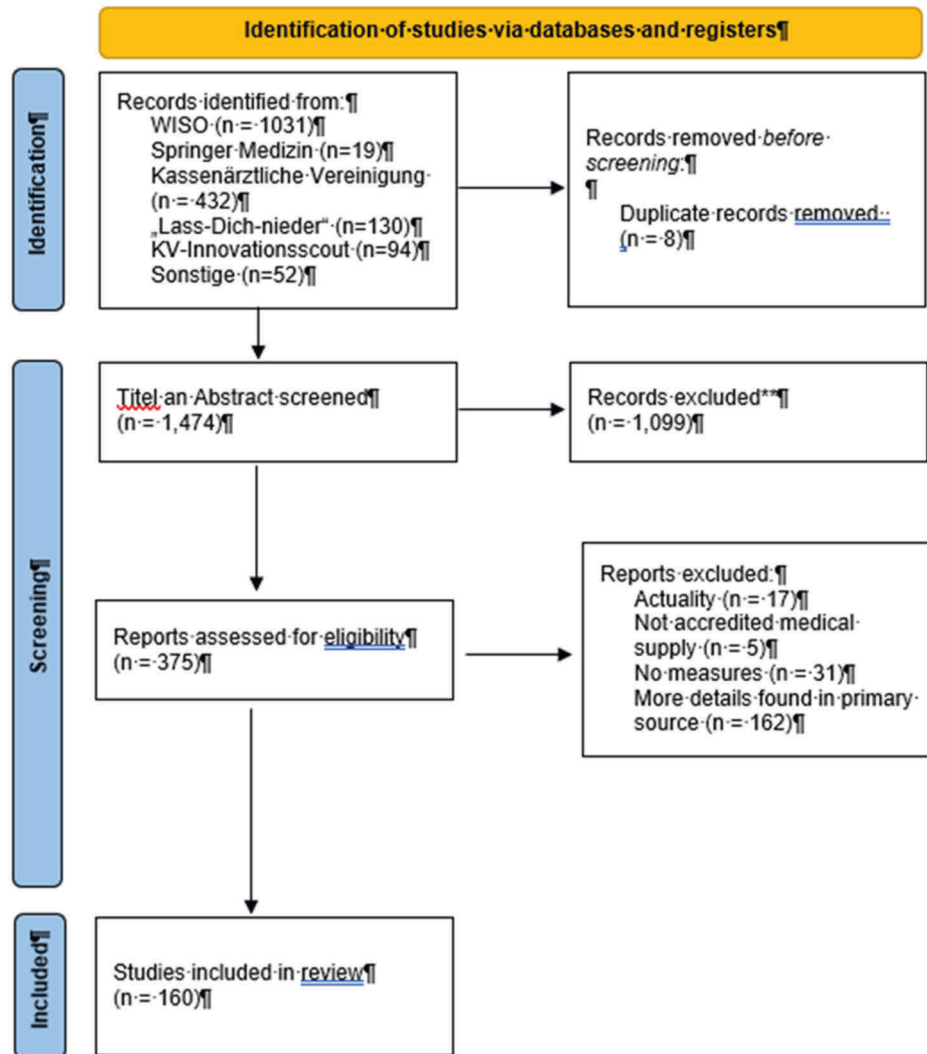 Identification·of·studies·via·databases·and·registers¶
Identification¶
Records·identified·from:¶
WISO·(n·=·1031)¶
Springer·Medizin·(n=19)¶
Kassenärztliche·Vereinigung·
(n·=·432)¶
„Lass-Dich-nieder“·(n=130)¶
KV-Innovationsscout·(n=94)¶
Sonstige·(n=52)¶
Records·removed·before·
screening:¶
¶
Duplicate·records·removed··
(n·=·8)¶
Screening¶
Titel·an·Abstract·screened¶
(n·=·1,474)¶
Records·excluded**¶
(n·=·1,099)¶
Reports·assessed·for·eligibility¶
(n·=·375)¶
Reports·excluded:¶
Actuality·(n·=·17)¶
Not·accredited·medical·
supply·(n·=·5)¶
No·measures·(n·=·31)¶
More·details·found·in·primary·
source·(n·=·162)¶
Included¶
Studies·included·in·review¶
(n·=·160)¶